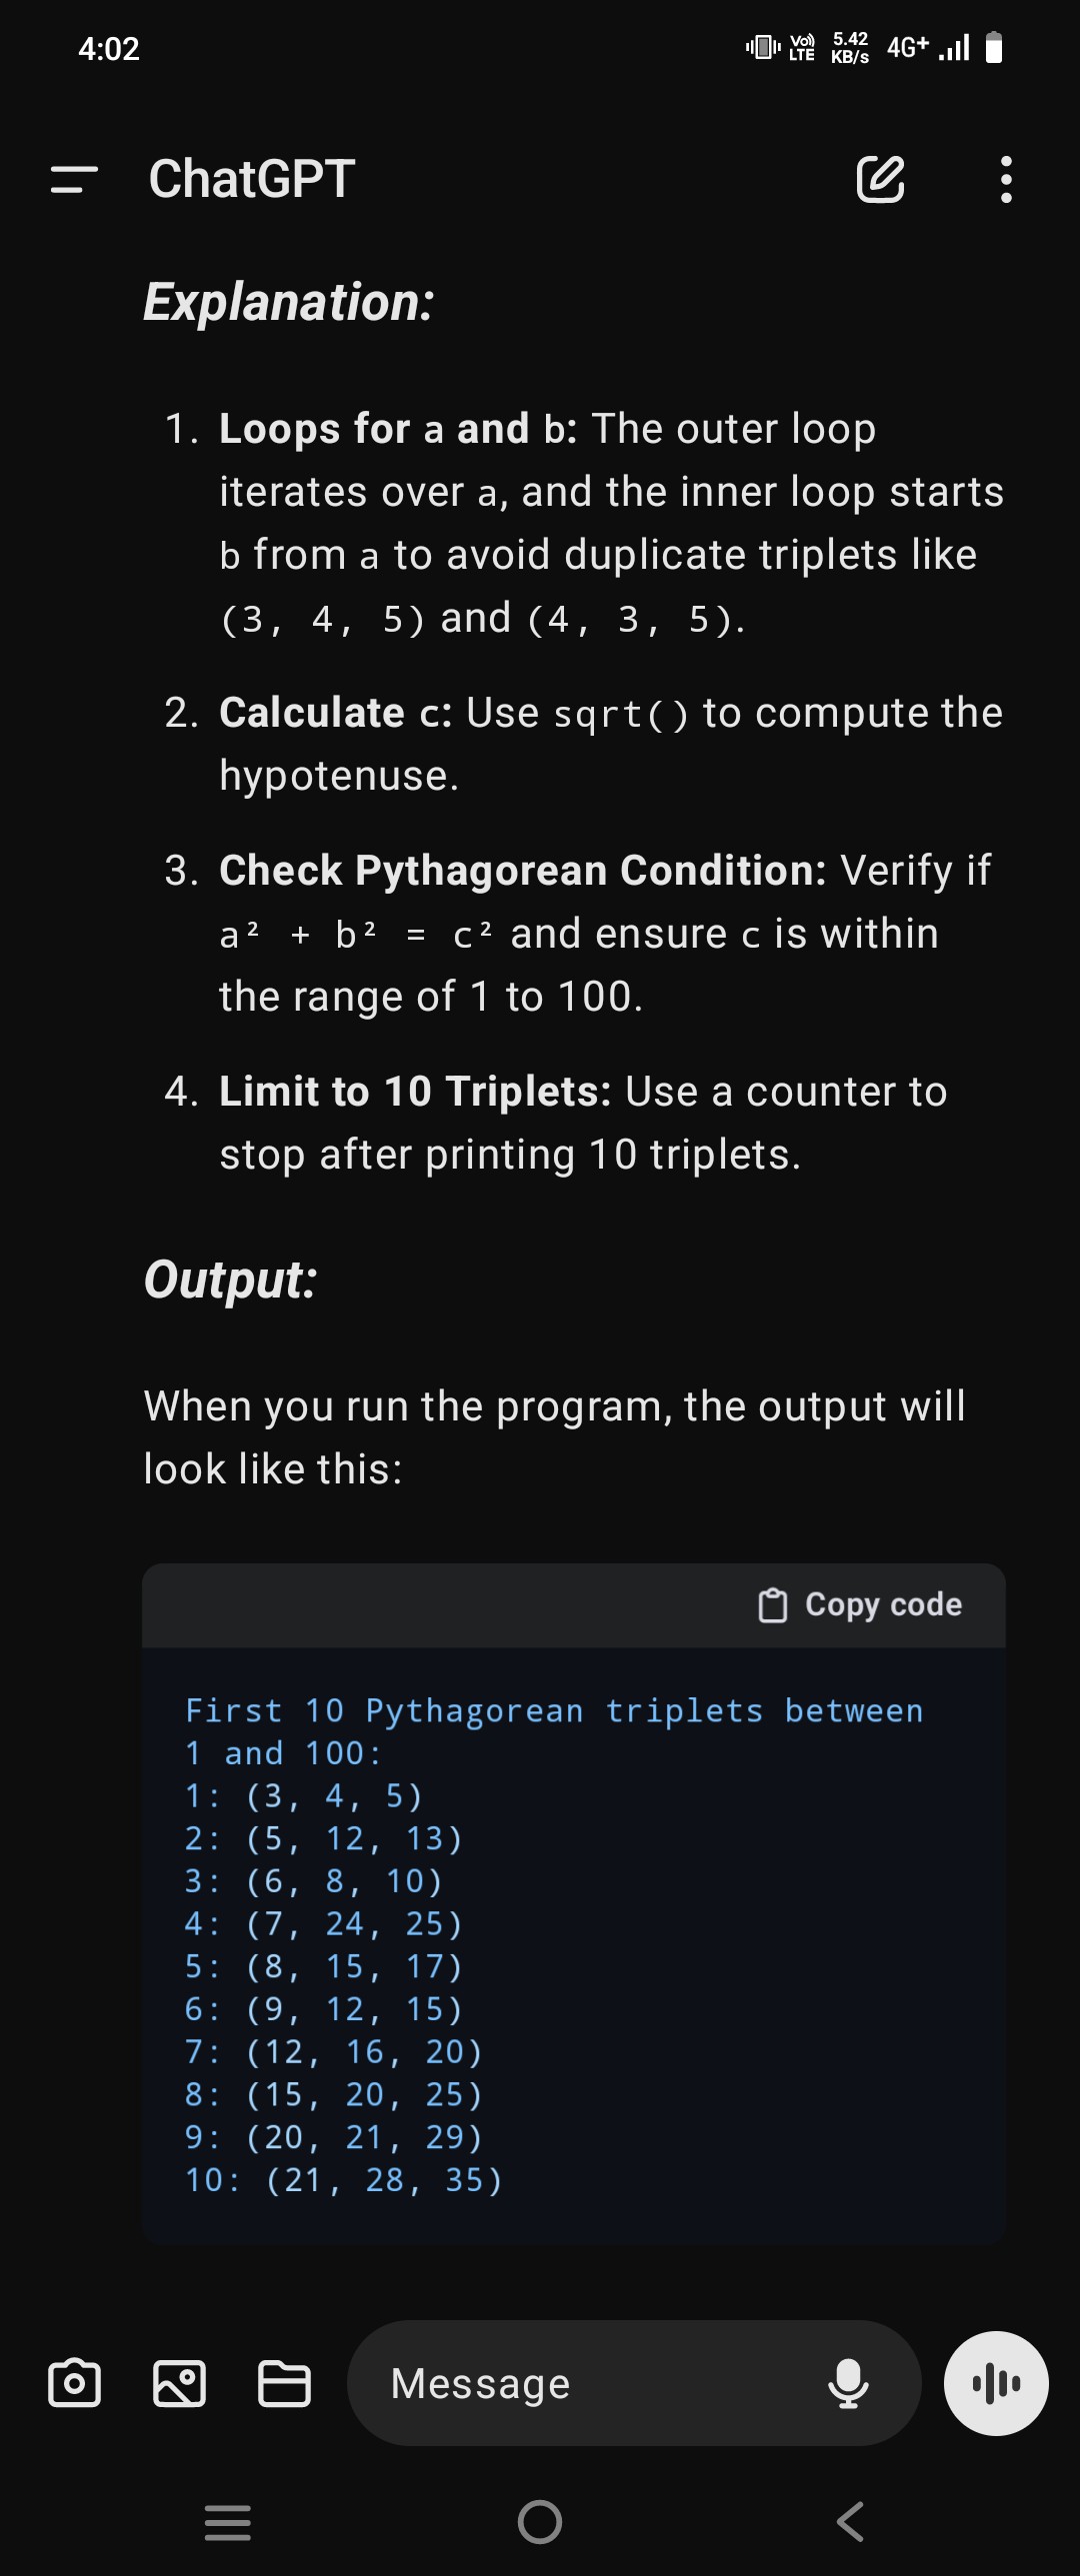 4:02
Vo)) LTE
5.42 KB/s
4G+
ChatGPT
Explanation:
1. Loops for a and b: The outer loop
iterates over a, and the inner loop starts
b from a to avoid duplicate triplets like
(3, 4, 5) and (4, 3, 5).
2. Calculate c: Use sqrt() to compute the
hypotenuse.
3. Check Pythagorean Condition: Verify if
a² + b² = c² and ensure c is within
the range of 1 to 100.
4. Limit to 10 Triplets: Use a counter to
stop after printing 10 triplets.
Output:
When you run the program, the output will
look like this:
Copy code
First 10 Pythagorean triplets between
1 and 100:
1: (3, 4, 5)
2: (5, 12, 13)
3: (6, 8, 10)
4: (7, 24, 25)
5: (8, 15, 17)
6: (9, 12, 15)
7: (12, 16, 20)
8: (15, 20, 25)
9: (20, 21, 29)
10: (21, 28, 35)
Message